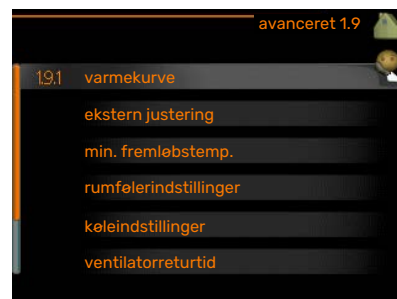 avanceret 1.9
1.9.1 varmekurve
ekstern justering
min. fremløbstemp.
rumfølerindstillinger
køleindstillinger
ventilatorreturtid